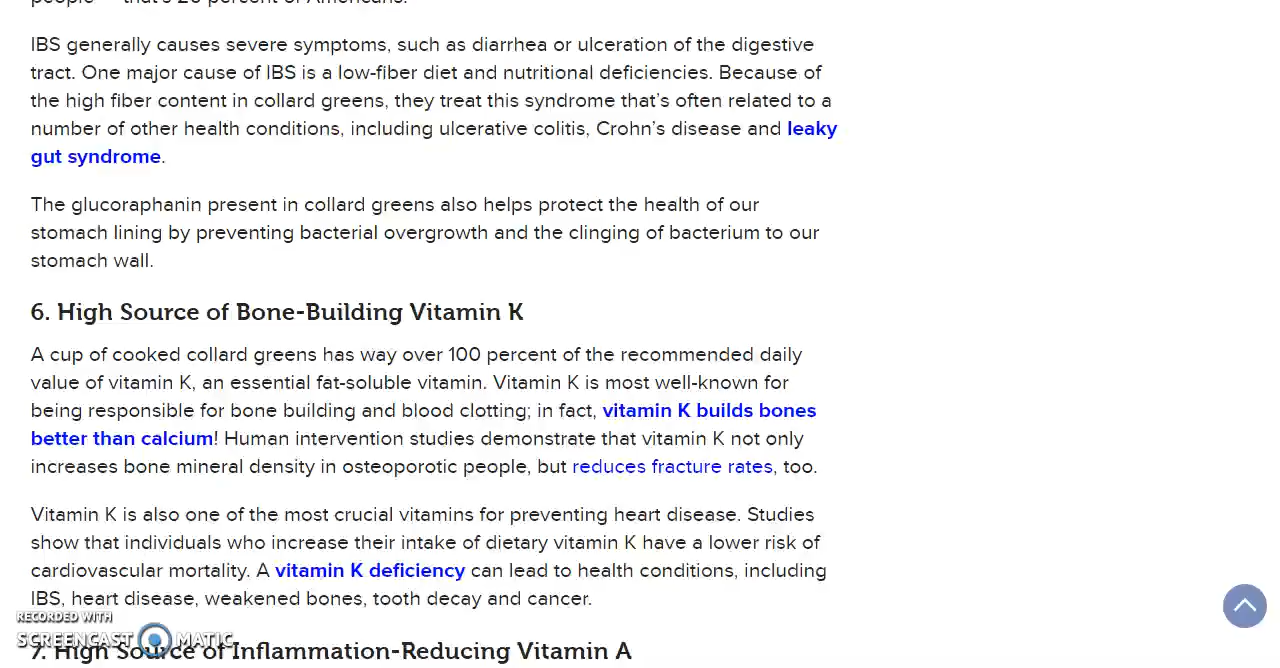 IBS generally causes severe symptoms, such as diarrhea or ulceration of the digestive
tract. One major cause of IBS is a low-fiber diet and nutritional deficiencies. Because of
the high fiber content in collard greens, they treat this syndrome that’s often related to a
number of other health conditions, including ulcerative colitis, Crohn’s disease and leaky
gut syndrome.
The glucoraphanin present in collard greens also helps protect the health of our
stomach lining by preventing bacterial overgrowth and the clinging of bacterium to our
stomach wall.
6. High Source of Bone-Building Vitamin K
A cup of cooked collard greens has way over 100 percent of the recommended daily
value of vitamin K, an essential fat-soluble vitamin. Vitamin K is most well-known for
being responsible for bone building and blood clotting; in fact, vitamin K builds bones
better than calcium! Human intervention studies demonstrate that vitamin K not only
increases bone mineral density in osteoporotic people, but reduces fracture rates, too.
Vitamin K is also one of the most crucial vitamins for preventing heart disease. Studies
show that individuals who increase their intake of dietary vitamin K have a lower risk of
cardiovascular mortality. A vitamin K deficiency can lead to health conditions, including
IBS, heart disease, weakened bones, tooth decay and cancer.
RECORDED WITH
SCREENCAST MATIC
7. High Source of Inflammation-Reducing Vitamin A